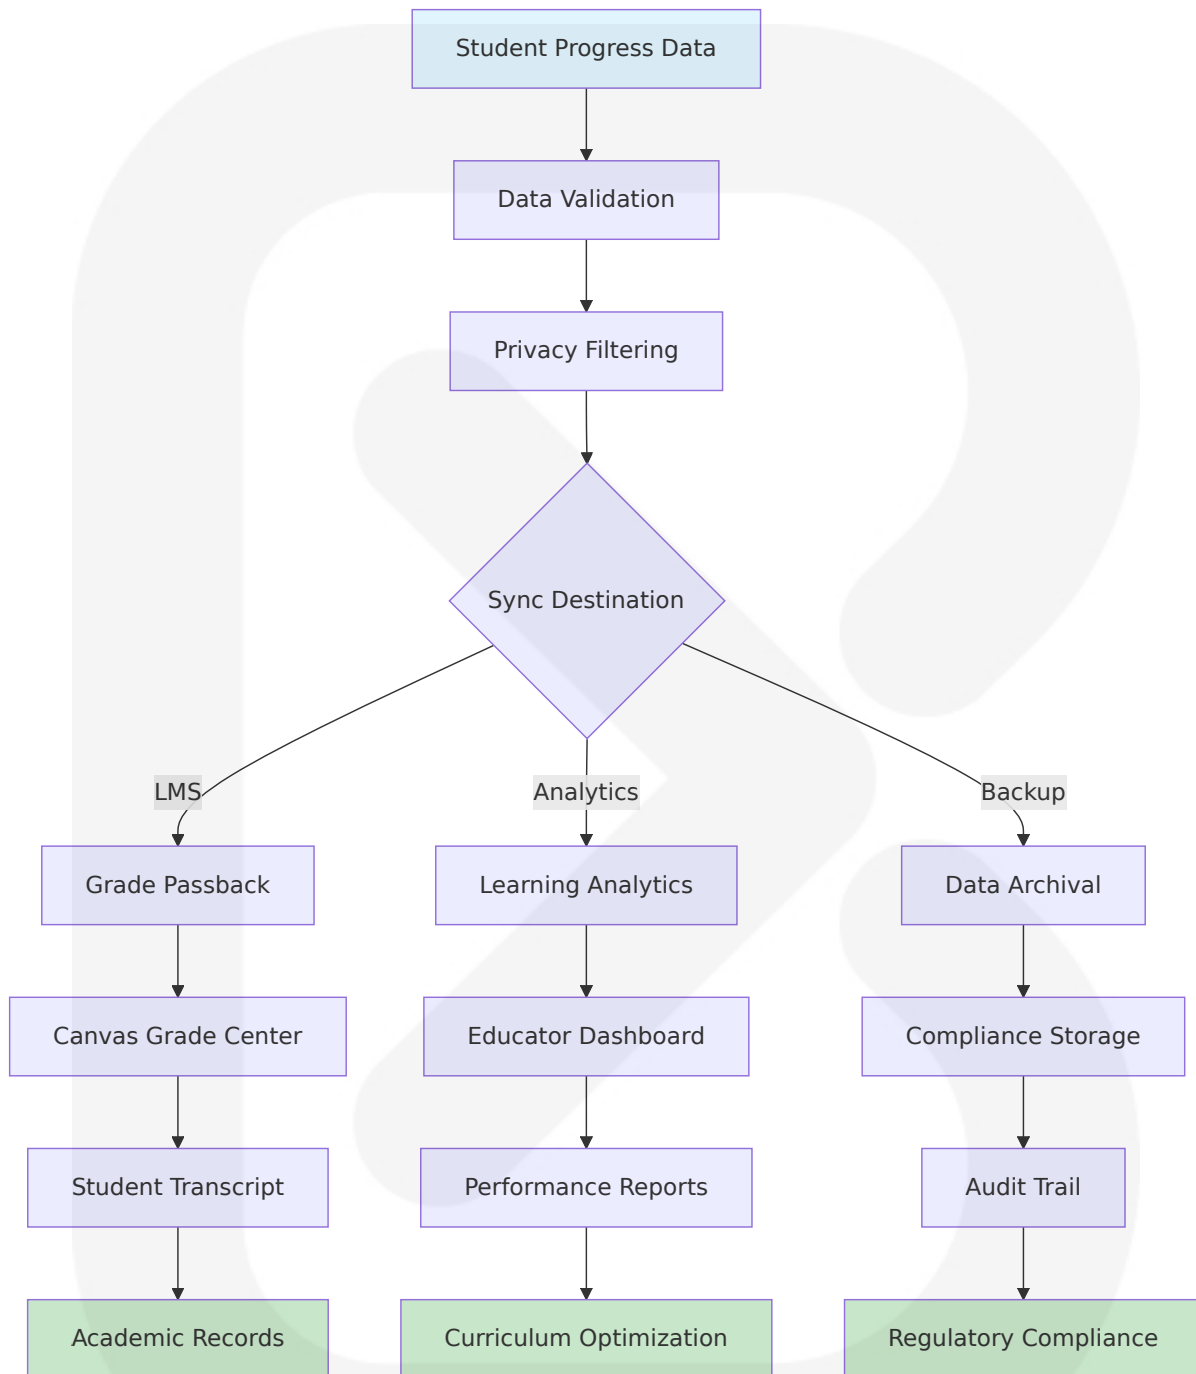 Student Progress Data
Data Validation
Privacy Filtering
Sync Destination
LMS
Analytics
Backup
Grade Passback
Learning Analytics
Data Archival
Canvas Grade Center
Educator Dashboard
Compliance Storage
Student Transcript
Performance Reports
Audit Trail
Academic Records
Curriculum Optimization
Regulatory Compliance